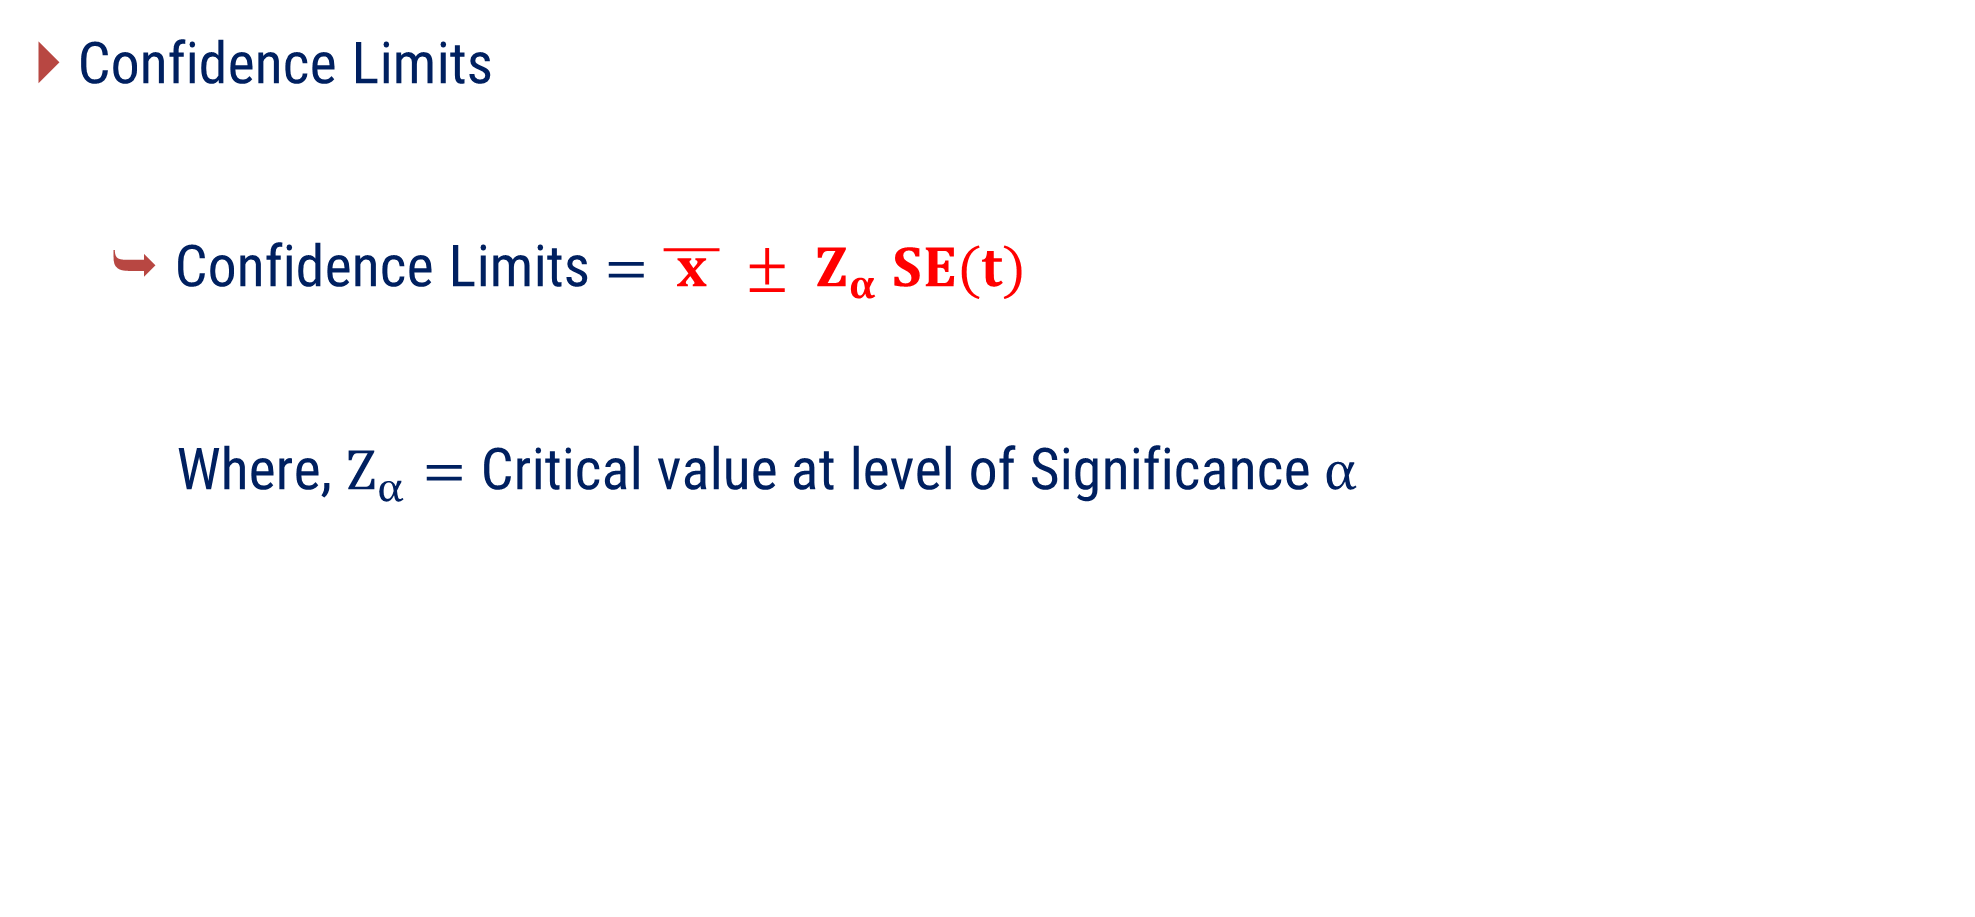 Confidence Limits
Confidence Limits = x̅ ± Zα SE(t)
Where, Zα = Critical value at level of Significance α